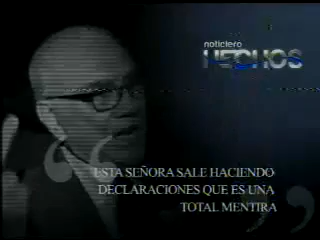 noticiero
HECHOS
ESTA SEÑORA SALE HACIENDO
DECLARACIONES QUE ES UNA
TOTAL MENTIRA